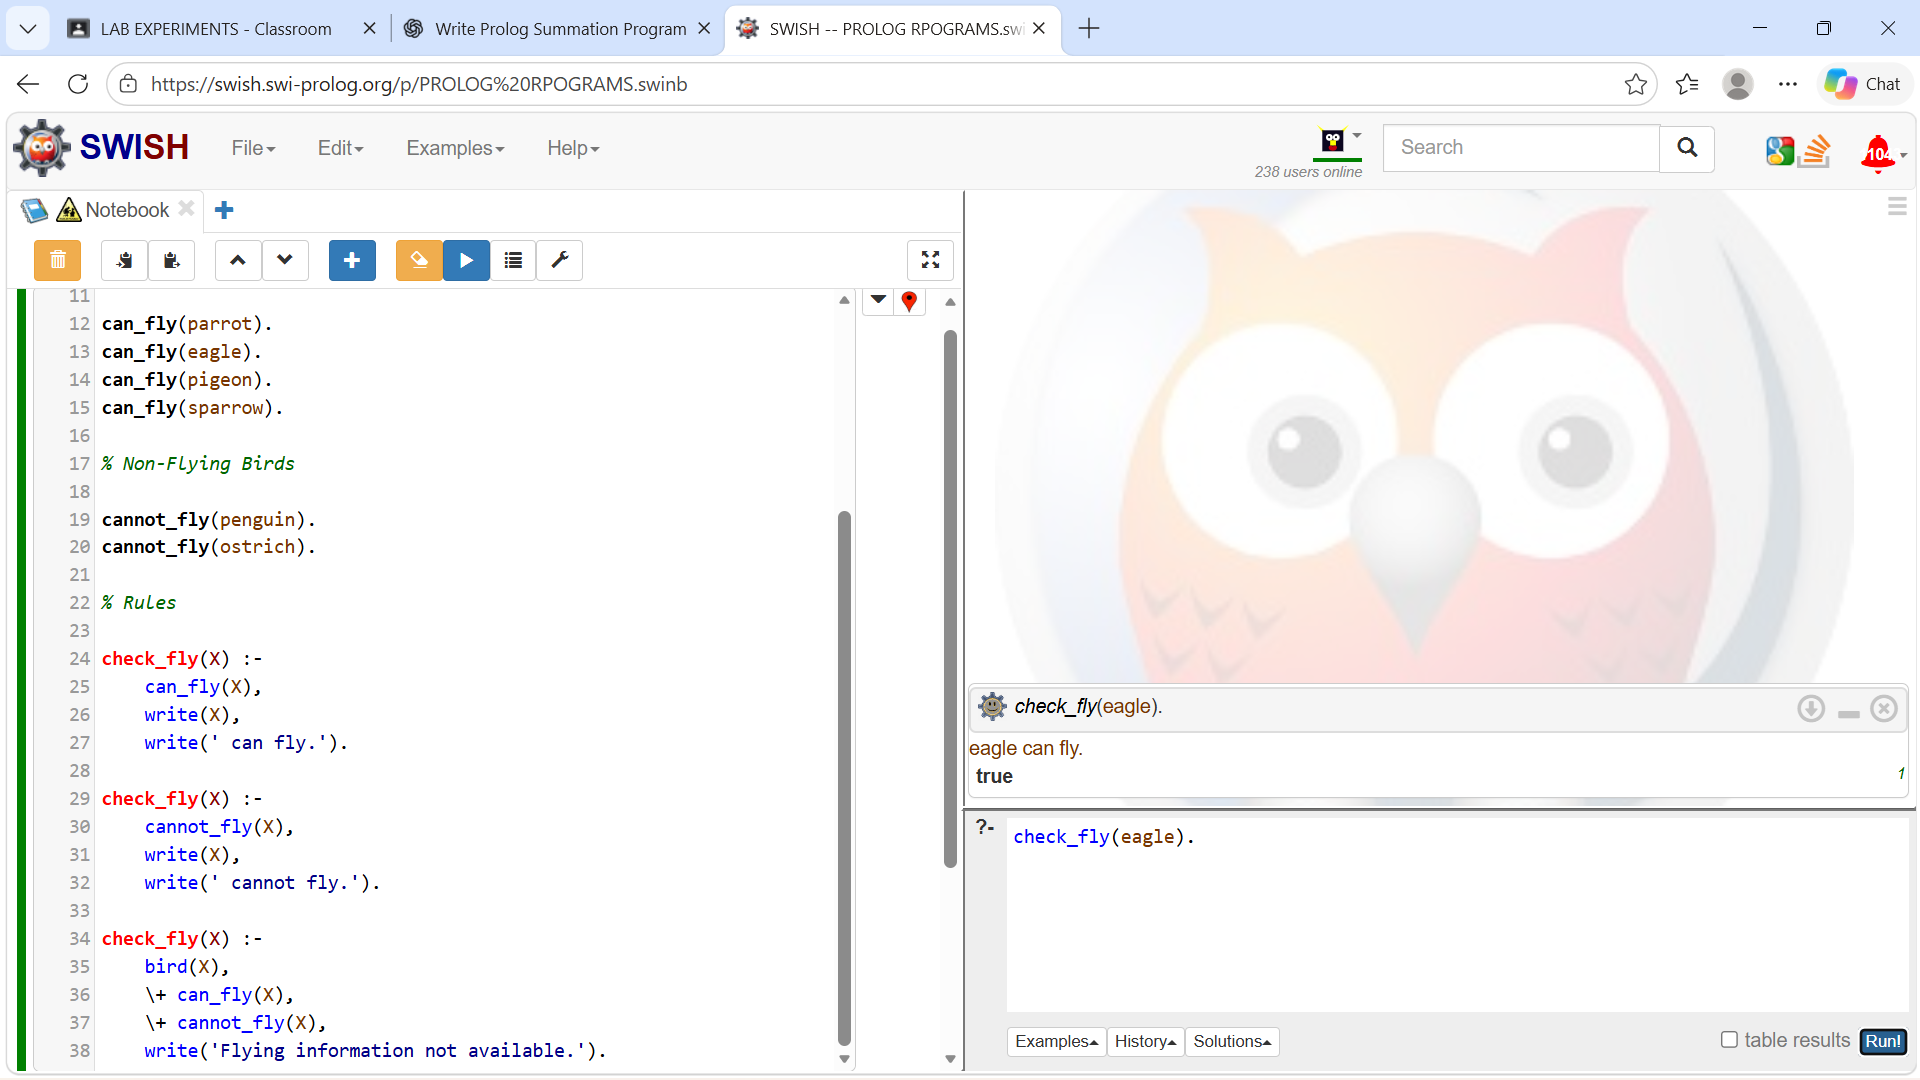 LAB EXPERIMENTS - Classroom
Write Prolog Summation Program
SWISH -- PROLOG RPOGRAMS.swi
https://swish.swi-prolog.org/p/PROLOG%20RPOGRAMS.swinb
Chat
SWISH
File
Edit
Examples
Help
238 users online
Search
104
Notebook
11
12 can_fly(parrot).
13 can_fly(eagle).
14 can_fly(pigeon).
15 can_fly(sparrow).
16
17 % Non-Flying Birds
18
19 cannot_fly(penguin).
20 cannot_fly(ostrich).
21
22 % Rules
23
24 check_fly(X) :-
25 can_fly(X),
26 write(X),
27 write(' can fly.').
28
29 check_fly(X) :-
30 cannot_fly(X),
31 write(X),
32 write(' cannot fly.').
33
34 check_fly(X) :-
35 bird(X),
36 \+ can_fly(X),
37 \+ cannot_fly(X),
38 write('Flying information not available.').
check_fly(eagle).
eagle can fly.
true
1
?- check_fly(eagle).
Examples
History
Solutions
table results
Run!